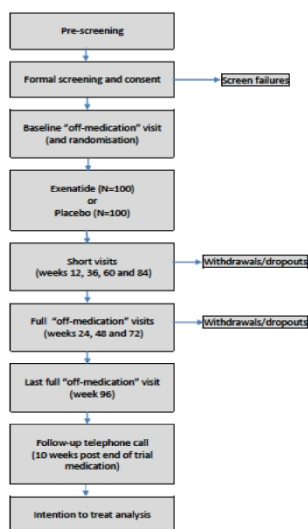 Pre-screening
Formal screening and consent
Screen failures
Baseline "off-medication" visit
(and randomisation)
Exenatide (N=100)
or
Placebo (N=100)
Short visits
(weeks 12, 36, 60 and 84)
Withdrawals/dropouts
Full "off-medication" visits
(weeks 24, 48 and 72)
Withdrawals/dropouts
Last full "off-medication" visit
(week 96)
Follow-up telephone call
(10 weeks post end of trial
medication)
Intention to treat analysis